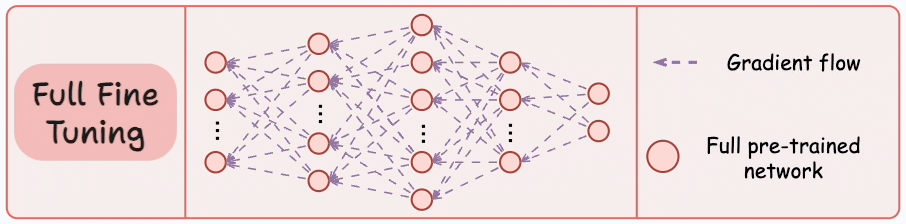 Full Fine
Tuning
Gradient flow
Full pre-trained
network